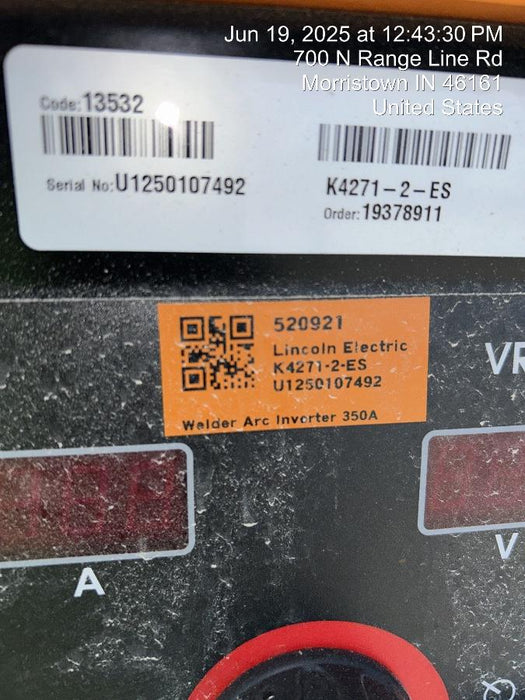 Jun 19, 2025 at 12:43:30 PM
700 N Range Line Rd
Morristown IN 46161
United States
Code: 13532
Serial No: U1250107492
K4271-2-ES
Order: 19378911
520921
Lincoln Electric
K4271-2-ES
U1250107492
Welder Arc Inverter 350A
A
V